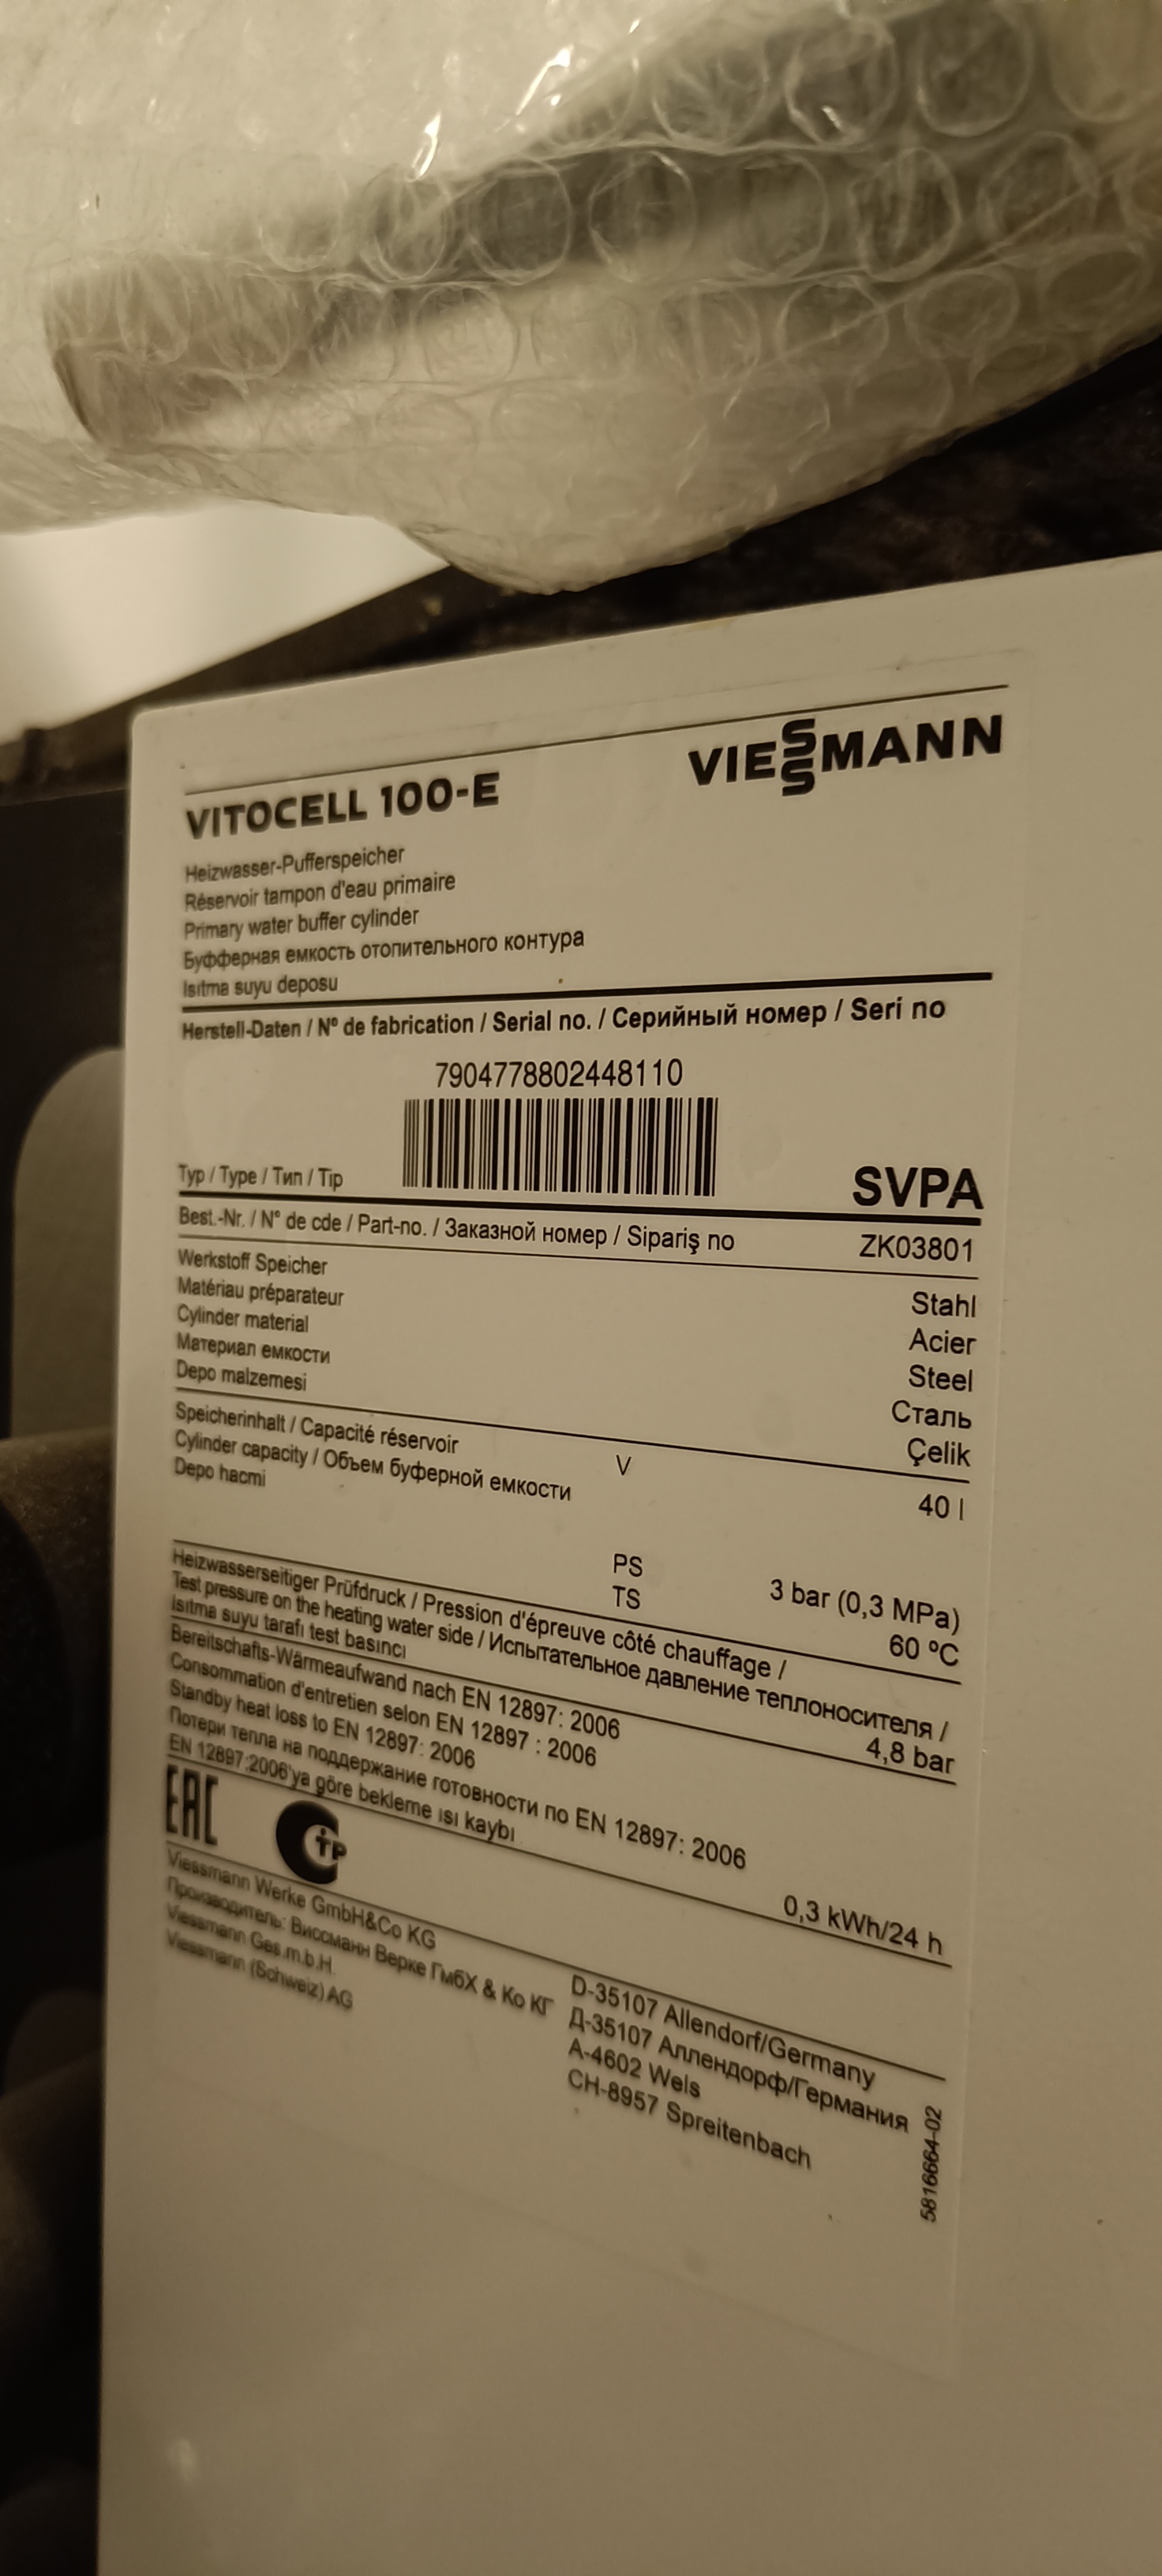 VIESSMANN
VITOCELL 100-E
Heizwasser-Pufferspeicher
Réservoir tampon d'eau primaire
Primary water buffer cylinder
Буфферная емкость отопительного контура
Isıtma suyu deposu
Herstell-Daten / Nº de fabrication / Serial no. / Серийный номер / Seri no
7904778802448110
Typ / Type / Тип / Tip SVPA
Best.-Nr. / N° de cde / Part-no. / Заказной номер / Sipariş no ZK03801
Werkstoff Speicher Stahl
Matériau préparateur Acier
Cylinder material Steel
Материал емкости Сталь
Depo malzemesi Çelik
Speicherinhalt / Capacité réservoir V 40 l
Cylinder capacity / Объем буферной емкости
Depo hacmi
PS 3 bar (0,3 MPa)
TS 60 ºC
Heizwasserseitiger Prüfdruck / Pression d'épreuve côté chauffage /
Test pressure on the heating water side / Испытательное давление теплоносителя /
Isıtma suyu tarafı test basıncı 4,8 bar
Bereitschafts-Wärmeaufwand nach EN 12897: 2006
Consommation d'entretien selon EN 12897 : 2006
Standby heat loss to EN 12897: 2006
Потери тепла на поддержание готовности по EN 12897: 2006
EN 12897:2006'ya göre bekleme ısı kaybı 0,3 kWh/24 h
EAC СТР
Viessmann Werke GmbH&Co KG D-35107 Allendorf/Germany
Производитель: Виссманн Верке ГмбХ & Ко КГ Д-35107 Аллендорф/Германия
Viessmann Ges.m.b.H. A-4602 Wels
Viessmann (Schweiz) AG CH-8957 Spreitenbach
5816664-02